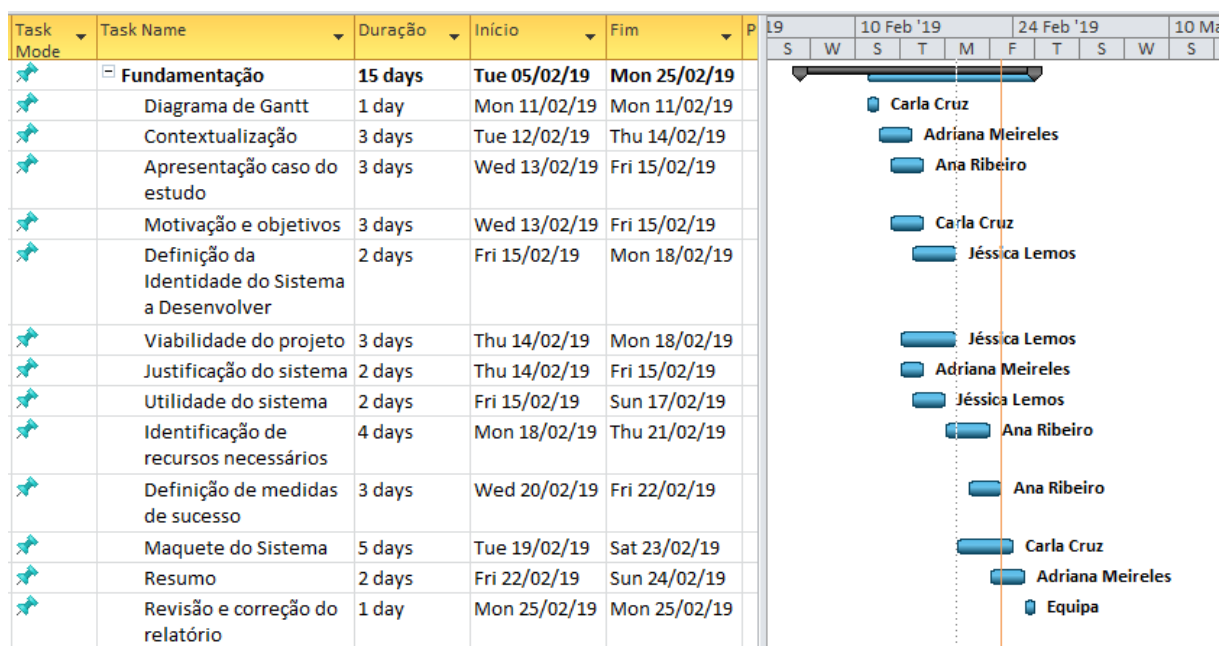 Task Mode Task Name Duração Início Fim P 19 10 Feb '19 24 Feb '19 10 Ma
S W S T M F T S W S
Fundamentação 15 days Tue 05/02/19 Mon 25/02/19
Diagrama de Gantt 1 day Mon 11/02/19 Mon 11/02/19 Carla Cruz
Contextualização 3 days Tue 12/02/19 Thu 14/02/19 Adriana Meireles
Apresentação caso do 3 days Wed 13/02/19 Fri 15/02/19 Ana Ribeiro
estudo
Motivação e objetivos 3 days Wed 13/02/19 Fri 15/02/19 Carla Cruz
Definição da 2 days Fri 15/02/19 Mon 18/02/19 Jéssica Lemos
Identidade do Sistema
a Desenvolver
Viabilidade do projeto 3 days Thu 14/02/19 Mon 18/02/19 Jéssica Lemos
Justificação do sistema 2 days Thu 14/02/19 Fri 15/02/19 Adriana Meireles
Utilidade do sistema 2 days Fri 15/02/19 Sun 17/02/19 Jéssica Lemos
Identificação de 4 days Mon 18/02/19 Thu 21/02/19 Ana Ribeiro
recursos necessários
Definição de medidas 3 days Wed 20/02/19 Fri 22/02/19 Ana Ribeiro
de sucesso
Maquete do Sistema 5 days Tue 19/02/19 Sat 23/02/19 Carla Cruz
Resumo 2 days Fri 22/02/19 Sun 24/02/19 Adriana Meireles
Revisão e correção do 1 day Mon 25/02/19 Mon 25/02/19 Equipa
relatório